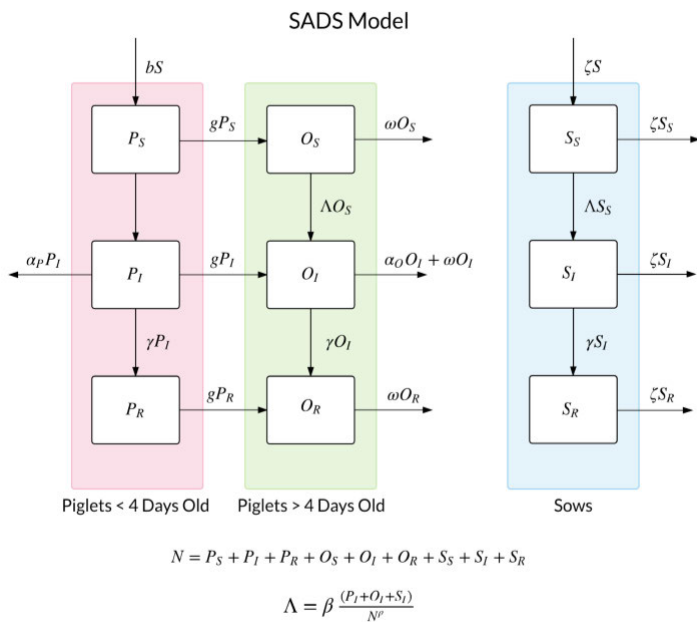 SADS Model
bS
ζS
P_S
gP_S
O_S
ωO_S
S_S
ζS_S
ΛO_S
ΛS_S
α_P P_I
P_I
gP_I
O_I
α_O O_I + ωO_I
S_I
ζS_I
γP_I
γO_I
γS_I
P_R
gP_R
O_R
ωO_R
S_R
ζS_R
Piglets < 4 Days Old
Piglets > 4 Days Old
Sows
N = P_S + P_I + P_R + O_S + O_I + O_R + S_S + S_I + S_R
Λ = β (P_I+O_I+S_I) / N^ρ